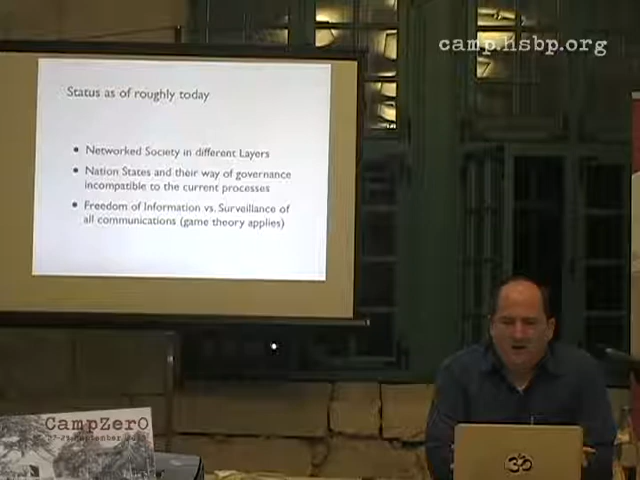 camp.hsbp.org
Status as of roughly today
• Networked Society in different Layers
• Nation States and their way of governance
incompatible to the current processes
• Freedom of Information vs. Surveillance of
all communications (game theory applies)
CampZer0
ॐ